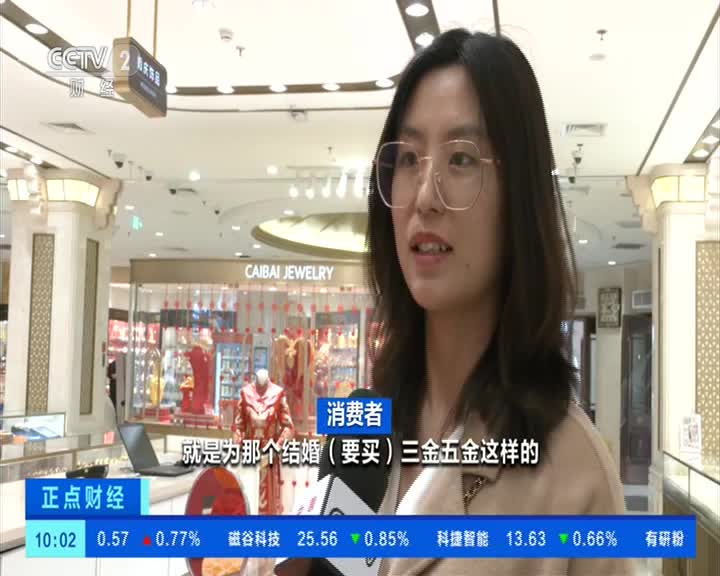 CCTV 2
财经
CAIBAI JEWELRY
消费者
就是为那个结婚（要买）三金五金这样的
正点财经
10:02 0.57 ▲0.77% 磁谷科技 25.56 ▼0.85% 科捷智能 13.63 ▼0.66% 有研粉